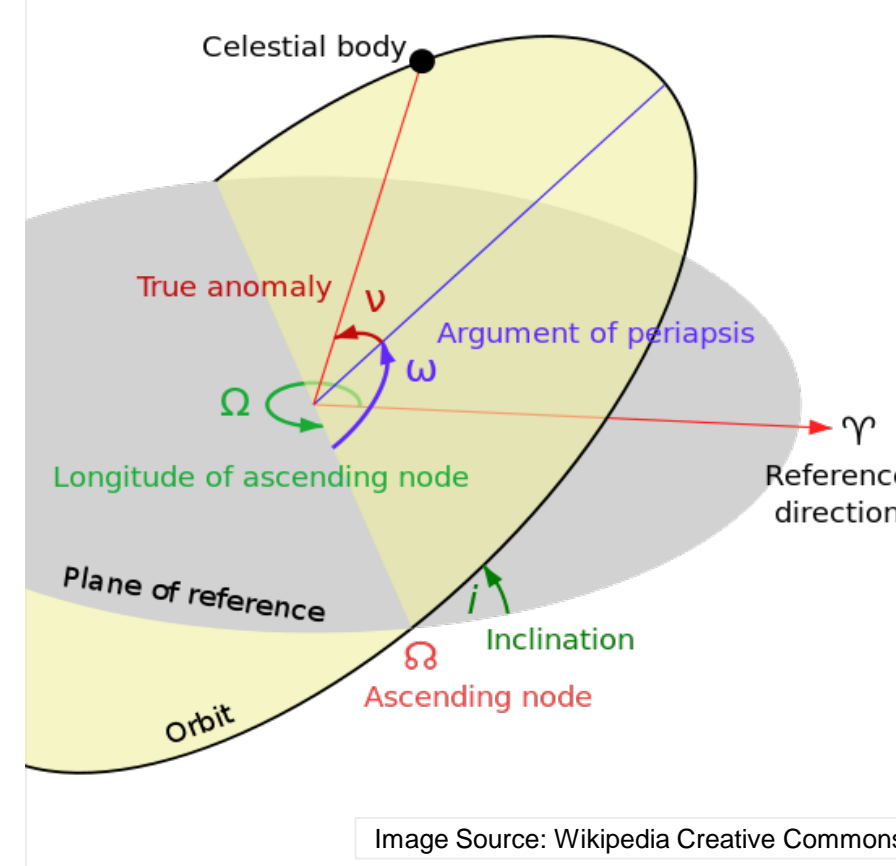 Celestial body
True anomaly
ν
Argument of periapsis
ω
Ω
♈
Longitude of ascending node
Reference
direction
Plane of reference
i
Inclination
☊
Ascending node
Orbit
Image Source: Wikipedia Creative Commons